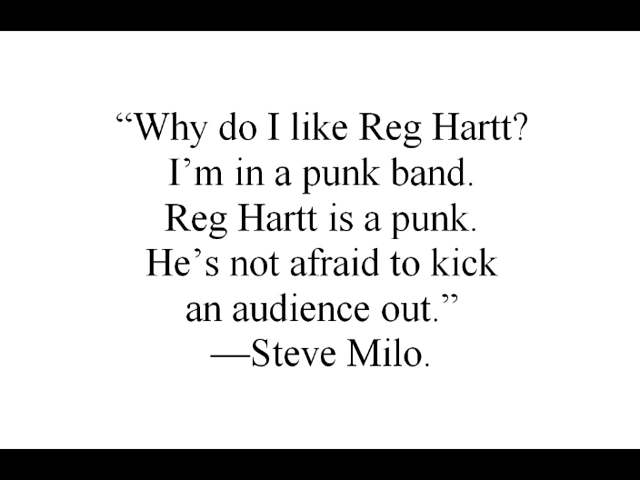 “Why do I like Reg Hartt?
I’m in a punk band.
Reg Hartt is a punk.
He’s not afraid to kick
an audience out.”
—Steve Milo.